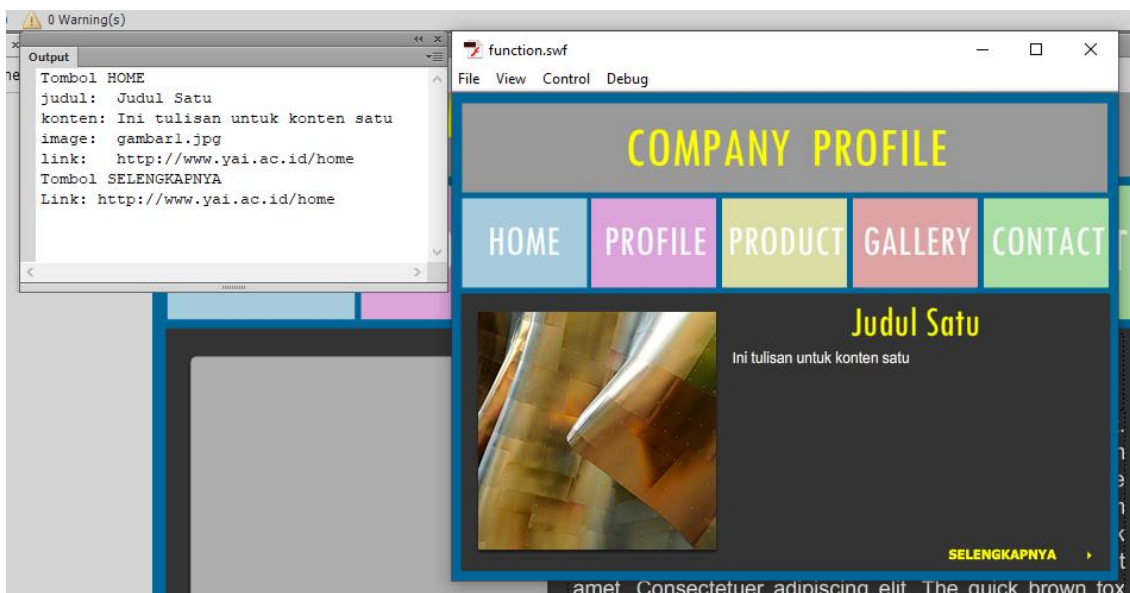 0 Warning(s)
Output
Tombol HOME
judul: Judul Satu
konten: Ini tulisan untuk konten satu
image: gambar1.jpg
link: http://www.yai.ac.id/home
Tombol SELENGKAPNYA
Link: http://www.yai.ac.id/home
function.swf
File View Control Debug
COMPANY PROFILE
HOME PROFILE PRODUCT GALLERY CONTACT
Judul Satu
Ini tulisan untuk konten satu
SELENGKAPNYA
amet. Consectetuer adipiscing elit. The quick brown fox